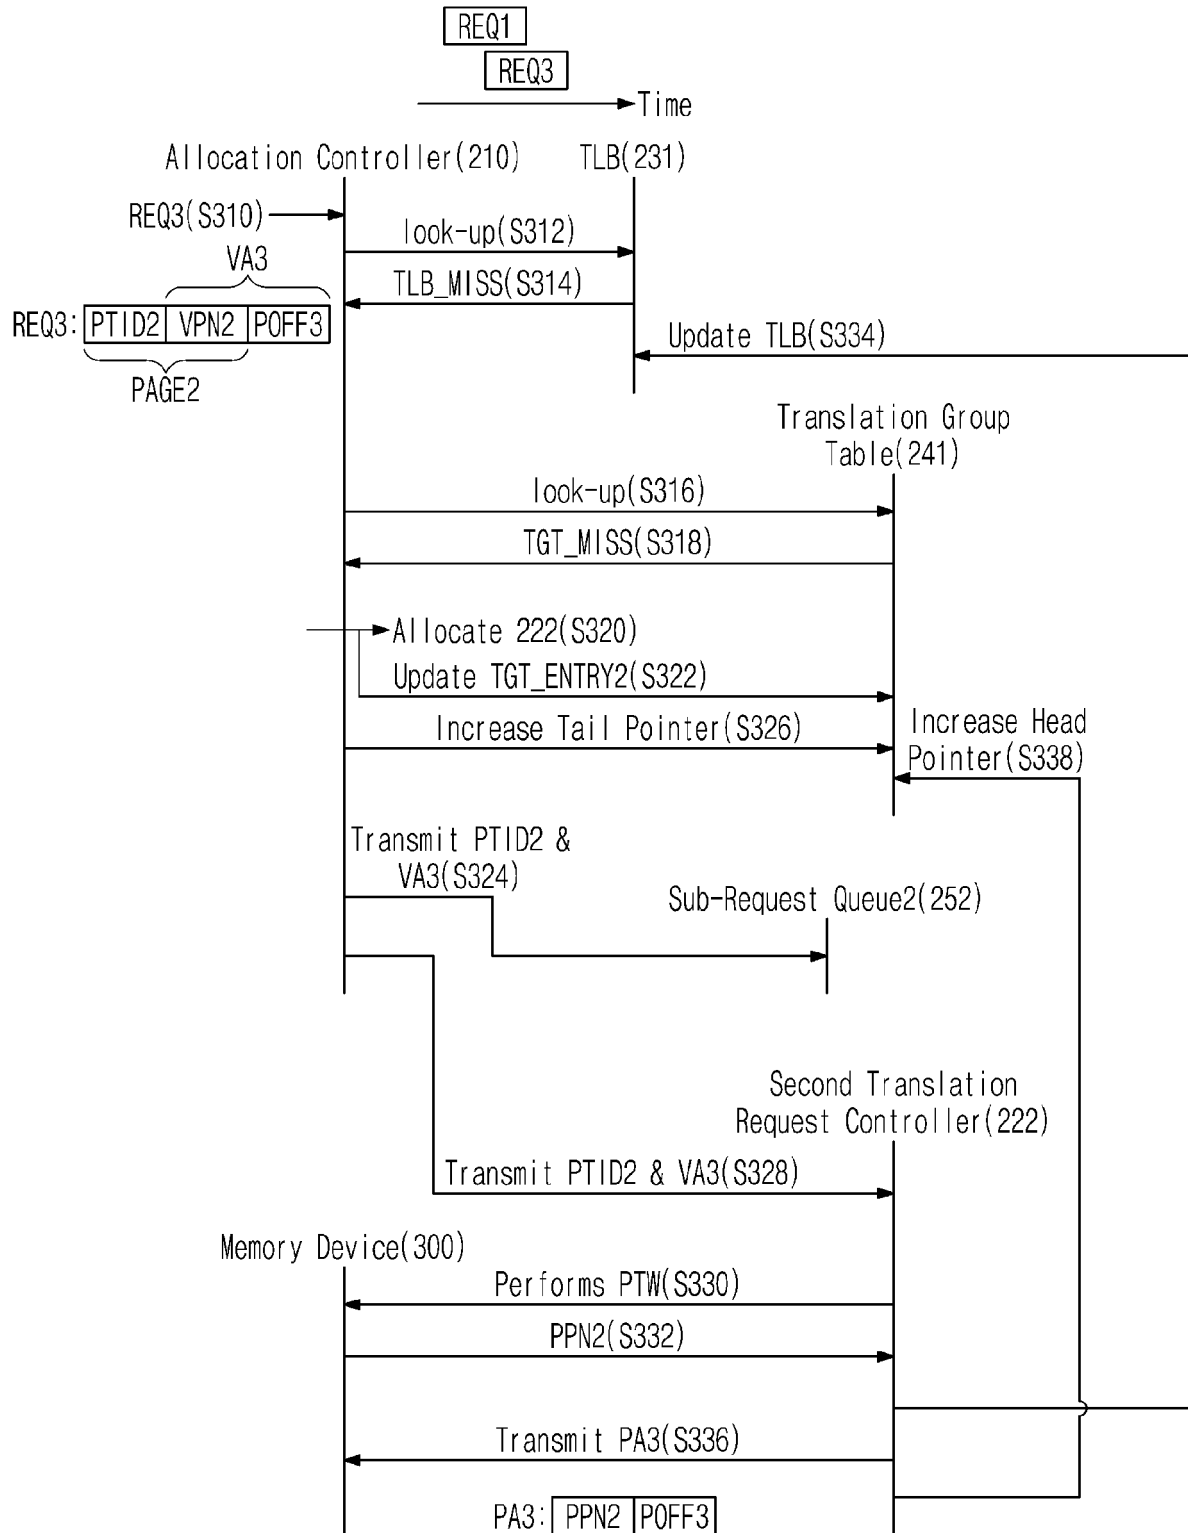 REQ1
REQ3
Time
Allocation Controller(210)
TLB(231)
REQ3(S310)
look-up(S312)
VA3
TLB_MISS(S314)
REQ3: PTID2 VPN2 POFF3
Update TLB(S334)
PAGE2
Translation Group
Table(241)
look-up(S316)
TGT_MISS(S318)
Allocate 222(S320)
Update TGT_ENTRY2(S322)
Increase Tail Pointer(S326)
Increase Head
Pointer(S338)
Transmit PTID2 &
VA3(S324)
Sub-Request Queue2(252)
Second Translation
Request Controller(222)
Transmit PTID2 & VA3(S328)
Memory Device(300)
Performs PTW(S330)
PPN2(S332)
Transmit PA3(S336)
PA3: PPN2 POFF3